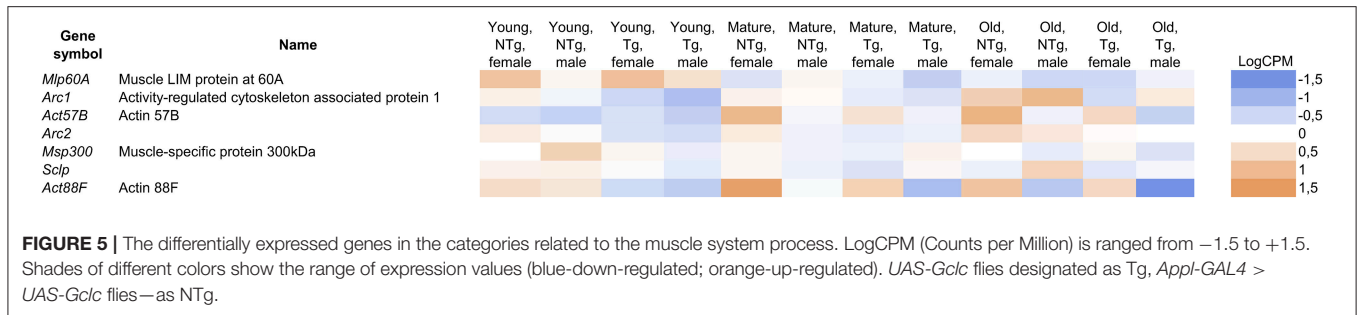 Gene symbol Name Young, NTg, female Young, NTg, male Young, Tg, female Young, Tg, male Mature, NTg, female Mature, NTg, male Mature, Tg, female Mature, Tg, male Old, NTg, female Old, NTg, male Old, Tg, female Old, Tg, male LogCPM
Mlp60A Muscle LIM protein at 60A -1,5
Arc1 Activity-regulated cytoskeleton associated protein 1 -1
Act57B Actin 57B -0,5
Arc2 0
Msp300 Muscle-specific protein 300kDa 0,5
Sclp 1
Act88F Actin 88F 1,5
FIGURE 5 | The differentially expressed genes in the categories related to the muscle system process. LogCPM (Counts per Million) is ranged from −1.5 to +1.5.
Shades of different colors show the range of expression values (blue-down-regulated; orange-up-regulated). UAS-Gclc flies designated as Tg, Appl-GAL4 >
UAS-Gclc flies—as NTg.